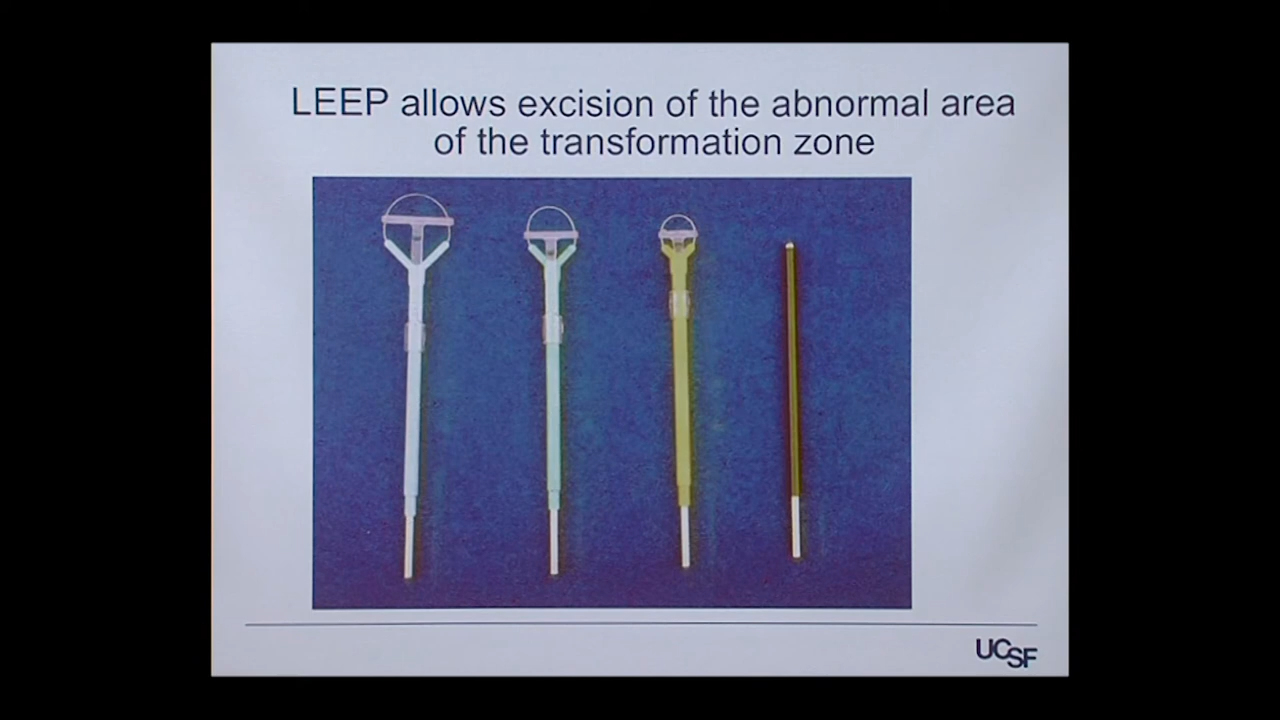 LEEP allows excision of the abnormal area
of the transformation zone
UCSF